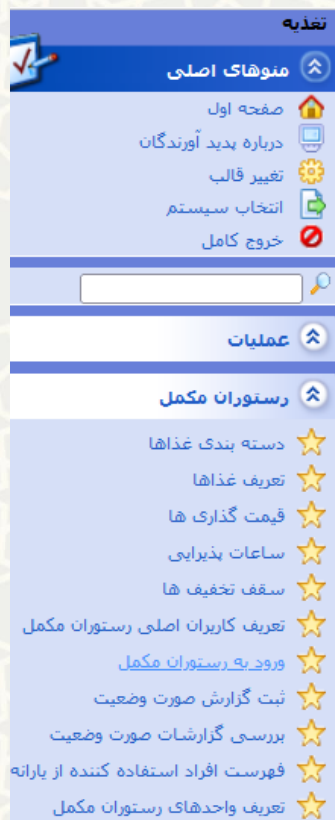 تغذیه
منوهای اصلی
صفحه اول
درباره پدید آورندگان
تغییر قالب
انتخاب سیستم
خروج کامل
عملیات
رستوران مکمل
دسته بندی غذاها
تعریف غذاها
قیمت گذاری ها
ساعات پذیرایی
سقف تخفیف ها
تعریف کاربران اصلی رستوران مکمل
ورود به رستوران مکمل
ثبت گزارش صورت وضعیت
بررسی گزارشات صورت وضعیت
فهرست افراد استفاده کننده از یارانه
تعریف واحدهای رستوران مکمل